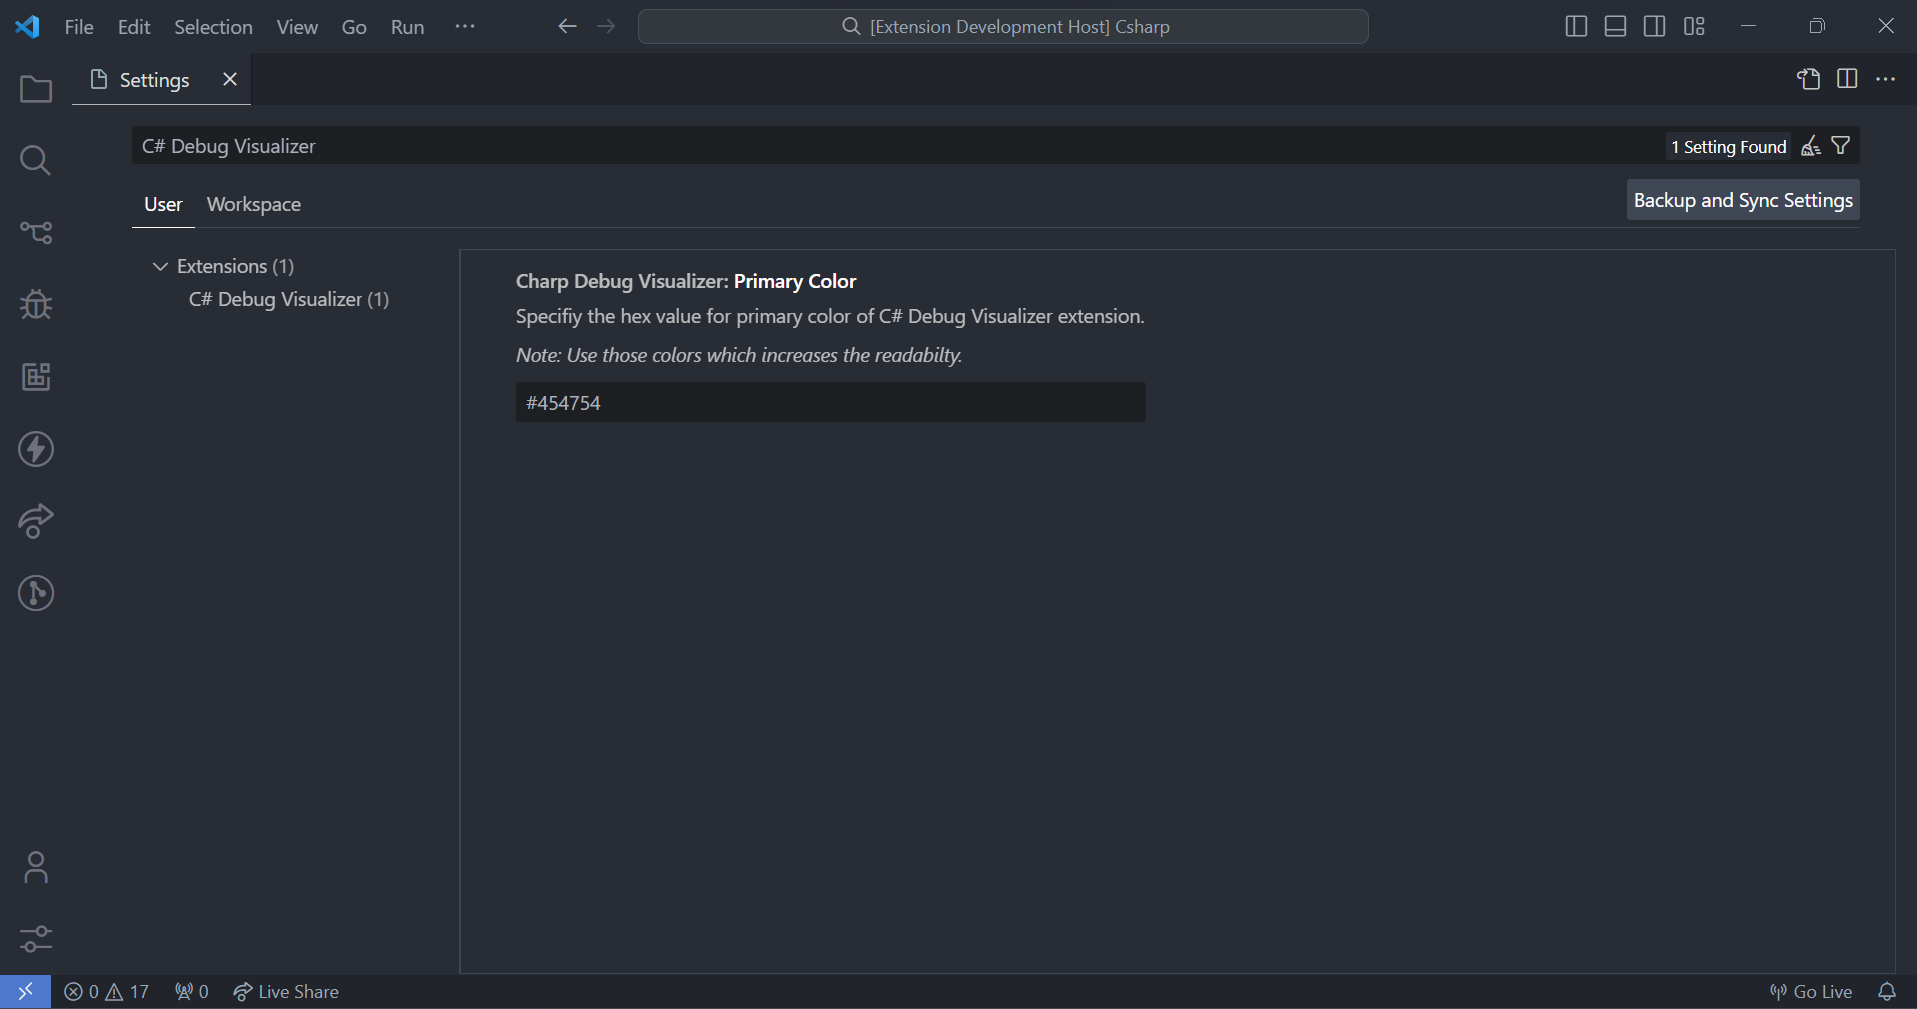 File Edit Selection View Go Run ··· [Extension Development Host] Csharp
Settings
C# Debug Visualizer 1 Setting Found
User Workspace Backup and Sync Settings
Extensions (1)
C# Debug Visualizer (1)
Charp Debug Visualizer: Primary Color
Specifiy the hex value for primary color of C# Debug Visualizer extension.
Note: Use those colors which increases the readabilty.
#454754
0 17 0 Live Share Go Live